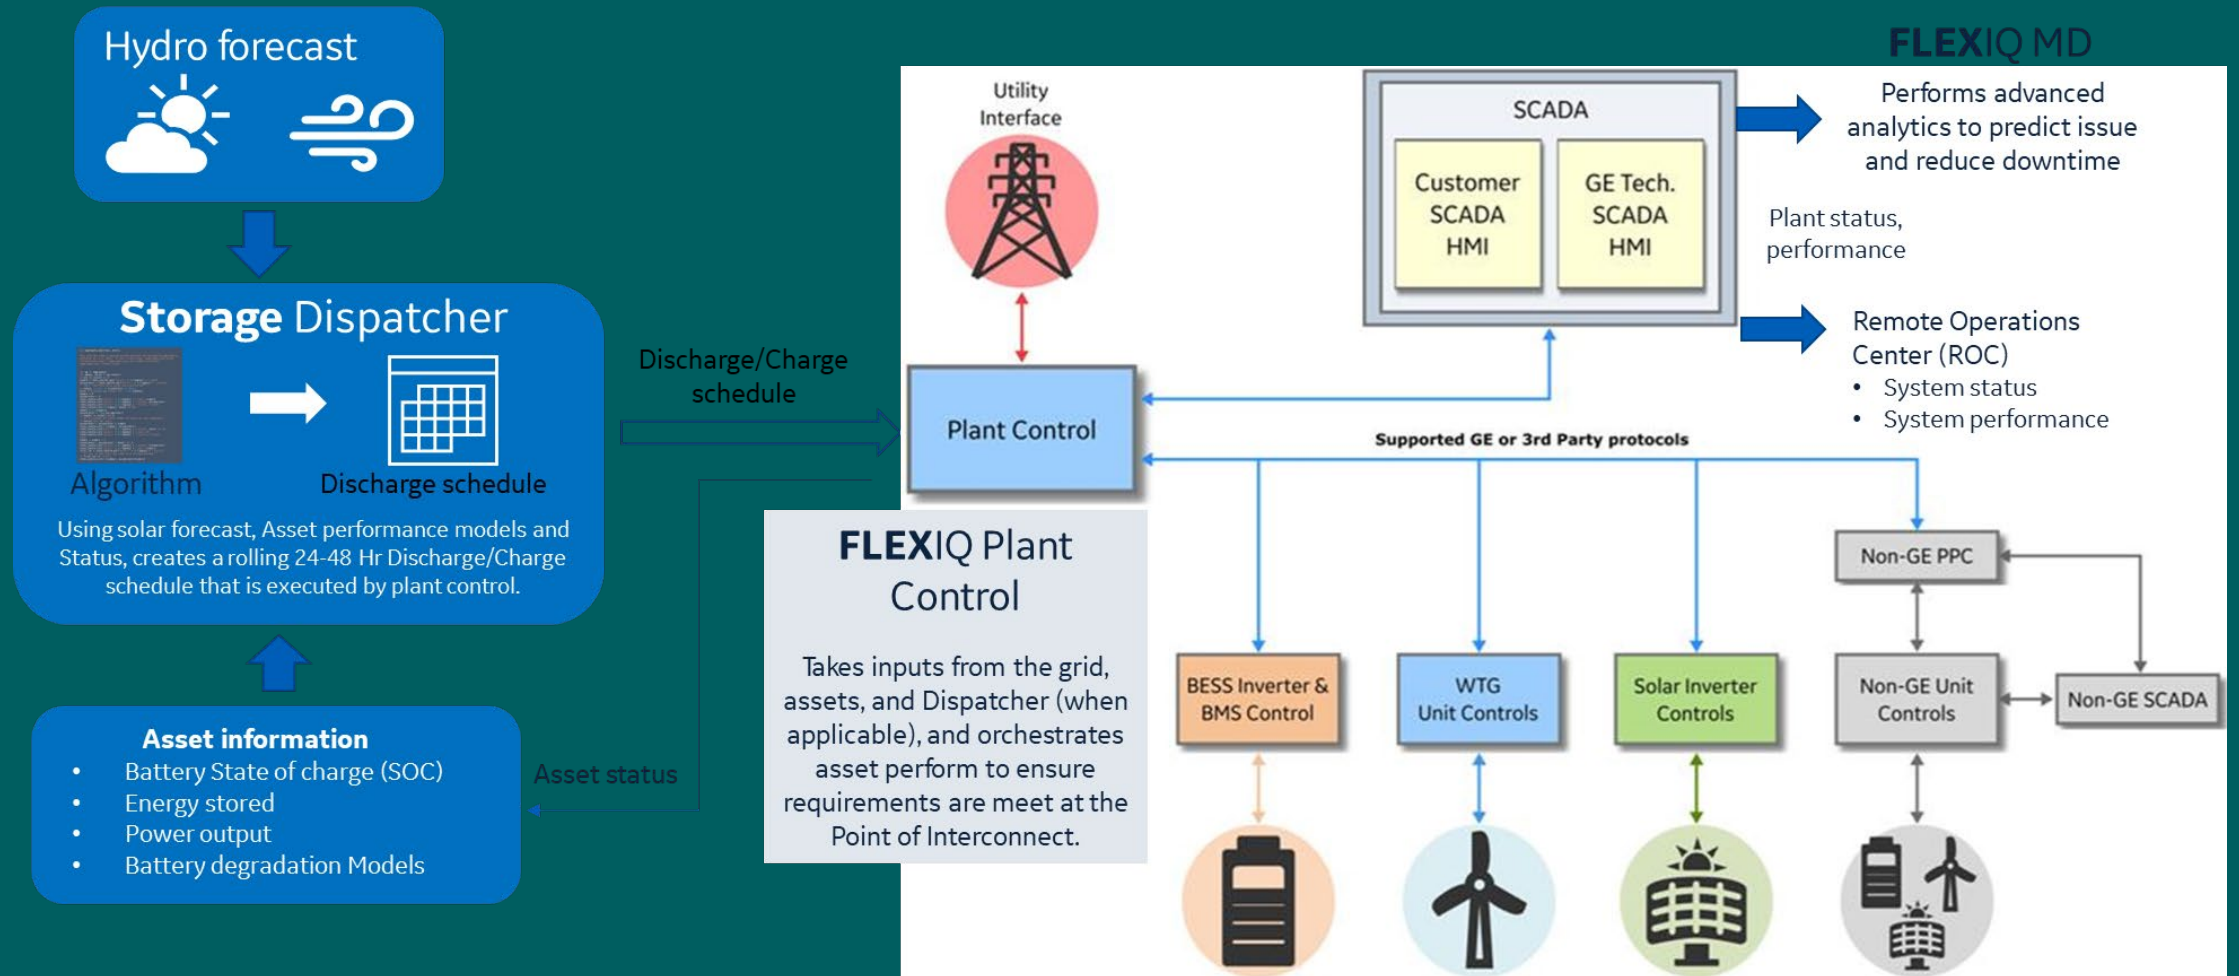 Hydro forecast
Storage Dispatcher
Algorithm
Discharge schedule
Using solar forecast, Asset performance models and
Status, creates a rolling 24-48 Hr Discharge/Charge
schedule that is executed by plant control.
Asset information
• Battery State of charge (SOC)
• Energy stored
• Power output
• Battery degradation Models
Discharge/Charge
schedule
Asset status
Utility
Interface
Plant Control
FLEXIQ Plant
Control
Takes inputs from the grid,
assets, and Dispatcher (when
applicable), and orchestrates
asset perform to ensure
requirements are meet at the
Point of Interconnect.
SCADA
Customer
SCADA
HMI
GE Tech.
SCADA
HMI
FLEXIQ MD
Performs advanced
analytics to predict issue
and reduce downtime
Plant status,
performance
Remote Operations
Center (ROC)
• System status
• System performance
Supported GE or 3rd Party protocols
BESS Inverter &
BMS Control
WTG
Unit Controls
Solar Inverter
Controls
Non-GE PPC
Non-GE Unit
Controls
Non-GE SCADA